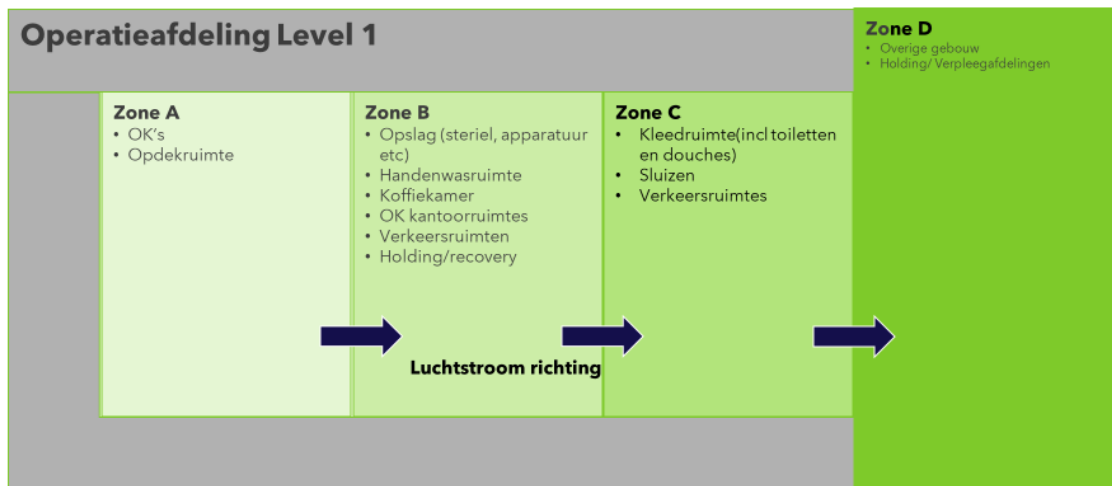 Operatieafdeling Level 1
Zone A
• OK's
• Opdekruimte
Zone B
• Opslag (steriel, apparatuur
etc)
• Handenwasruimte
• Koffiekamer
• OK kantoorruimtes
• Verkeersruimten
• Holding/recovery
Zone C
• Kleedruimte(incl toiletten
en douches)
• Sluizen
• Verkeersruimtes
Zone D
• Overige gebouw
• Holding/ Verpleegafdelingen
Luchtstroom richting